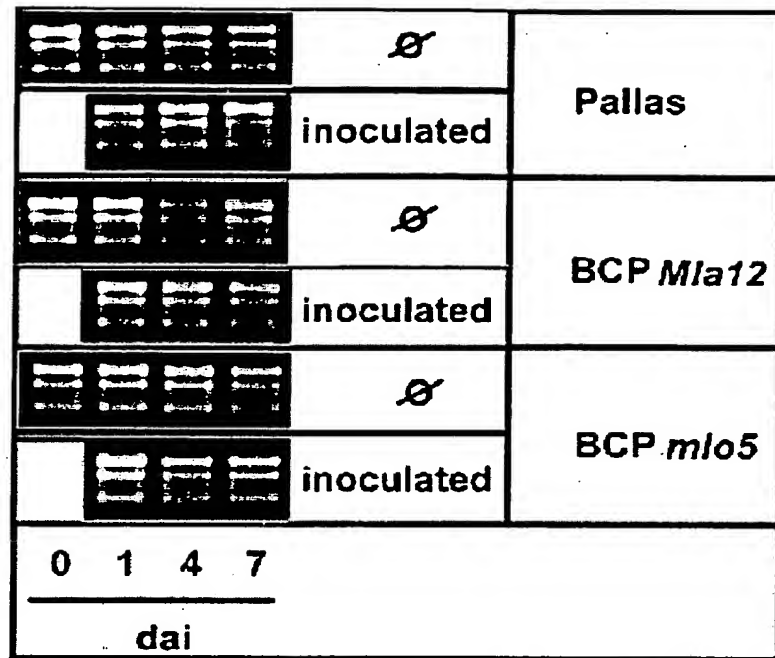 Ø
Pallas
inoculated
Ø
BCP Mla12
inoculated
Ø
BCP mlo5
inoculated
0 1 4 7
dai